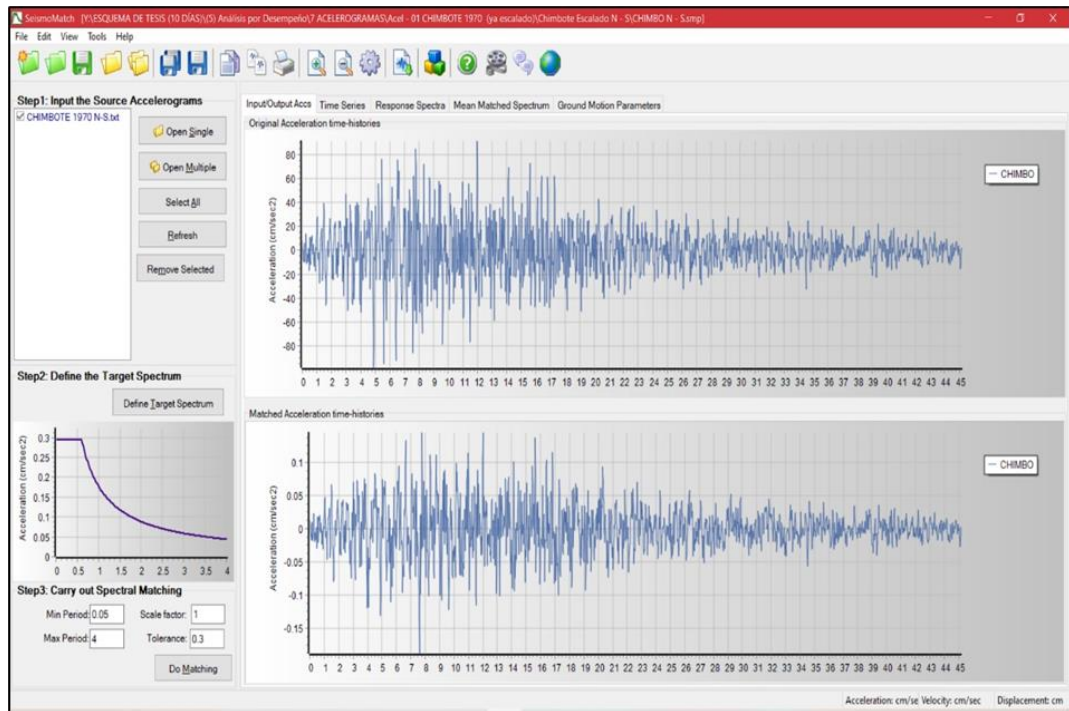 SeismoMatch [Y:\ESQUEMA DE TESIS (10 DÍAS)\(5) Análisis por Desempeño\7 ACELEROGRAMAS\Acel - 01 CHIMBOTE 1970 (ya escalado)\Chimbote Escalado N - S\CHIMBO N - S.smp]
File Edit View Tools Help
Step1: Input the Source Accelerograms
CHIMBOTE 1970 N-S.txt
Open Single
Open Multiple
Select All
Refresh
Remove Selected
Input/Output Accs Time Series Response Spectra Mean Matched Spectrum Ground Motion Parameters
Original Acceleration time-histories
Acceleration (cm/sec2)
80
60
40
20
0
-20
-40
-60
-80
CHIMBO
0 1 2 3 4 5 6 7 8 9 10 11 12 13 14 15 16 17 18 19 20 21 22 23 24 25 26 27 28 29 30 31 32 33 34 35 36 37 38 39 40 41 42 43 44 45
Step2: Define the Target Spectrum
Define Target Spectrum
Acceleration (cm/sec2)
0.3
0.25
0.2
0.15
0.1
0.05
0
0 0.5 1 1.5 2 2.5 3 3.5 4
Matched Acceleration time-histories
Acceleration (cm/sec2)
0.1
0.05
0
-0.05
-0.1
-0.15
CHIMBO
0 1 2 3 4 5 6 7 8 9 10 11 12 13 14 15 16 17 18 19 20 21 22 23 24 25 26 27 28 29 30 31 32 33 34 35 36 37 38 39 40 41 42 43 44 45
Step3: Carry out Spectral Matching
Min Period: 0.05 Scale factor: 1
Max Period: 4 Tolerance: 0.3
Do Matching
Acceleration: cm/se Velocity: cm/sec Displacement: cm